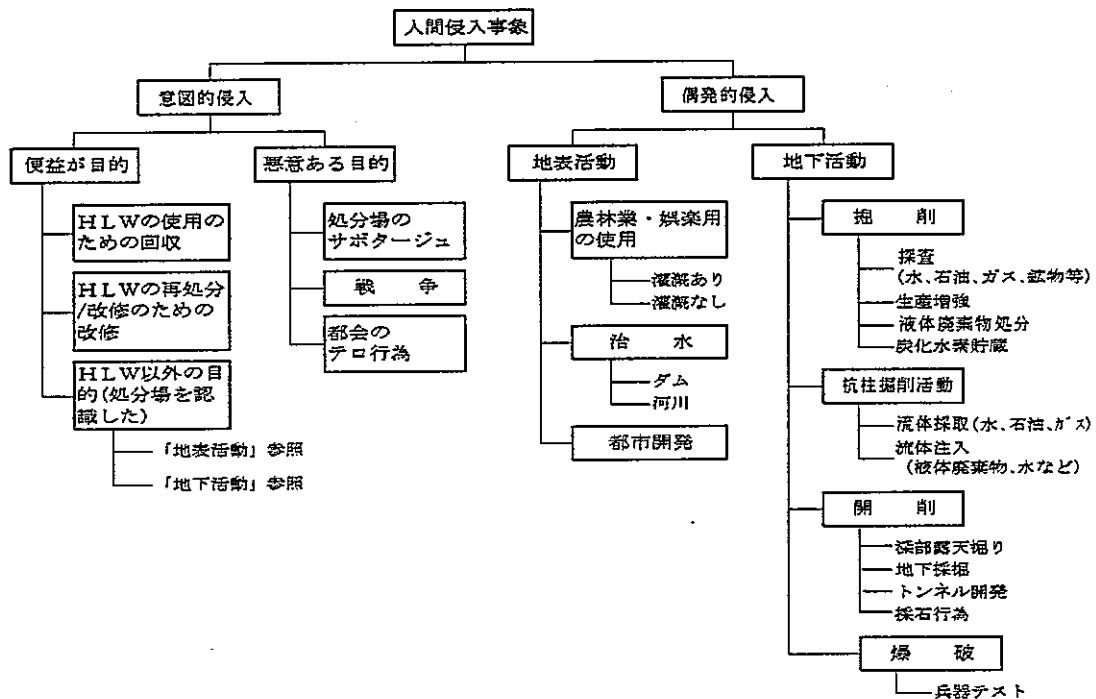 人間侵入事象
意図的侵入
偶発的侵入
便益が目的
悪意ある目的
地表活動
地下活動
HLWの使用の
ための回収
HLWの再処分
/改修のための
改修
HLW以外の目
的(処分場を認
識した)
「地表活動」参照
「地下活動」参照
処分場の
サボタージュ
戦 争
都会の
テロ行為
農林業・娯楽用
の使用
灌漑あり
灌漑なし
治 水
ダム
河川
都市開発
掘 削
探査
(水、石油、ガス、鉱物等)
生産増強
液体廃棄物処分
炭化水素貯蔵
抗柱掘削活動
流体採取(水、石油、ガス)
流体注入
(液体廃棄物、水など)
開 削
深部露天掘り
地下採掘
トンネル開発
採石行為
爆 破
兵器テスト